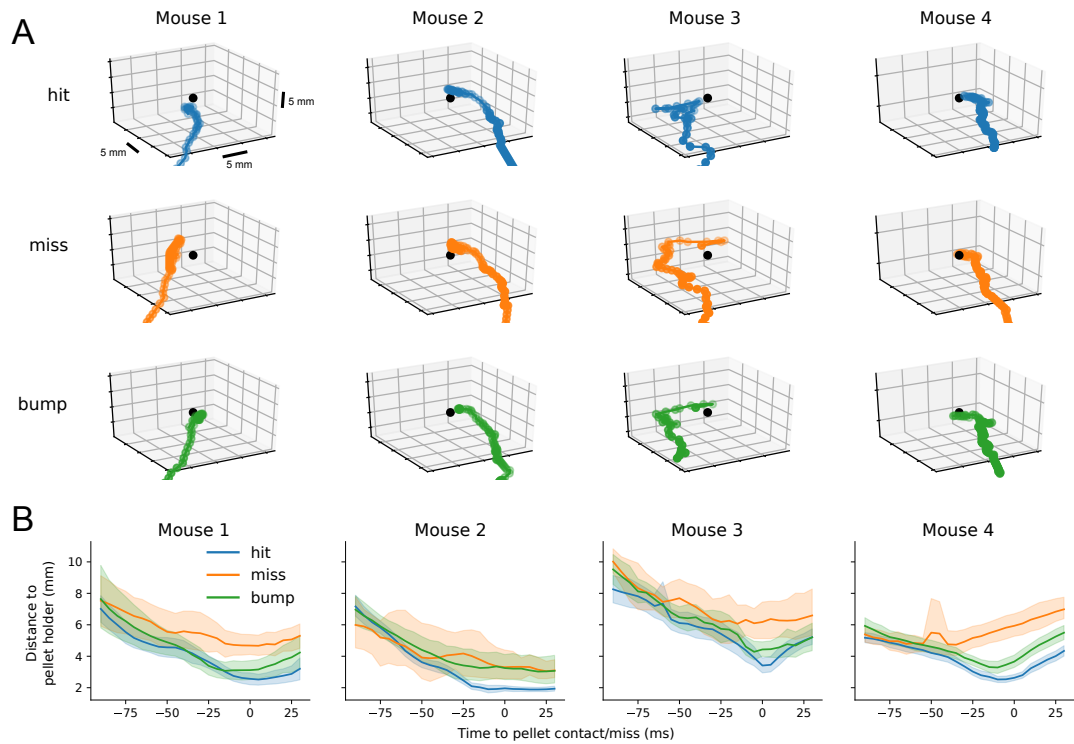 A
Mouse 1
Mouse 2
Mouse 3
Mouse 4
hit
5 mm
5 mm
5 mm
miss
bump
B
Mouse 1
Mouse 2
Mouse 3
Mouse 4
hit
miss
bump
Distance to
pellet holder (mm)
10
8
6
4
2
−75 −50 −25 0 25
−75 −50 −25 0 25
−75 −50 −25 0 25
−75 −50 −25 0 25
Time to pellet contact/miss (ms)